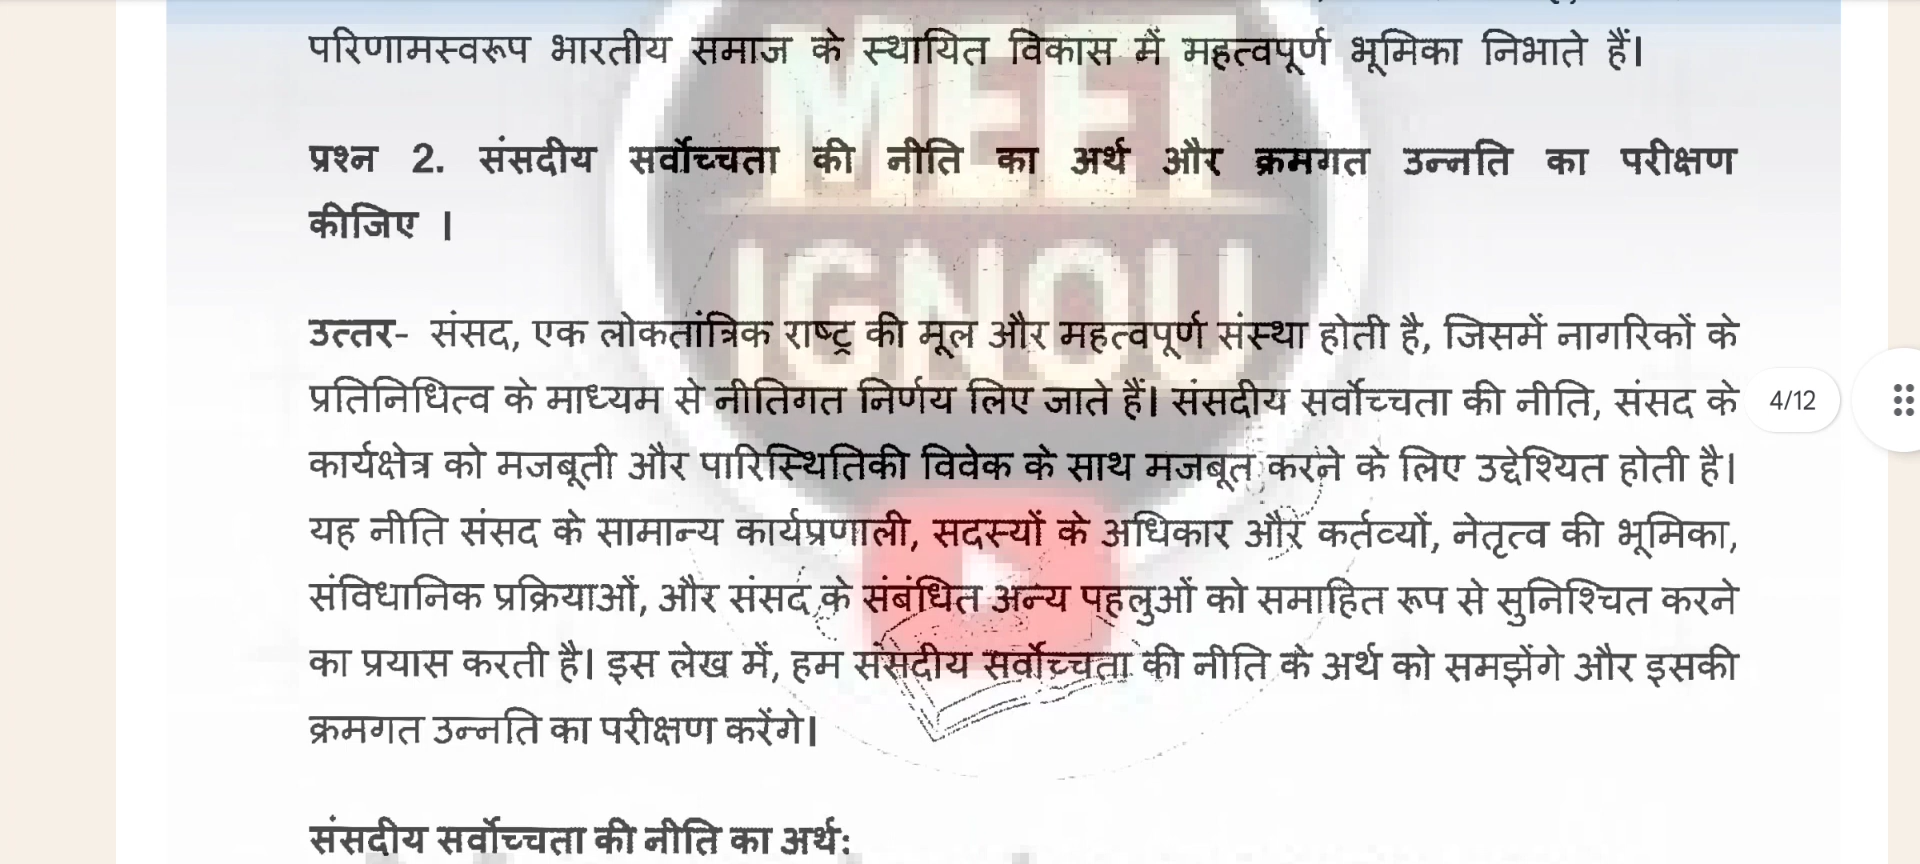 परिणामस्वरूप भारतीय समाज के स्थायित विकास में महत्वपूर्ण भूमिका निभाते हैं।
प्रश्न 2. संसदीय सर्वोच्चता की नीति का अर्थ और क्रमगत उन्नति का परीक्षण
कीजिए ।
MEET
IGNOU
उत्तर- संसद, एक लोकतांत्रिक राष्ट्र की मूल और महत्वपूर्ण संस्था होती है, जिसमें नागरिकों के
प्रतिनिधित्व के माध्यम से नीतिगत निर्णय लिए जाते हैं। संसदीय सर्वोच्चता की नीति, संसद के
4/12
कार्यक्षेत्र को मजबूती और पारिस्थितिकी विवेक के साथ मजबूत करने के लिए उद्देश्यित होती है।
यह नीति संसद के सामान्य कार्यप्रणाली, सदस्यों के अधिकार और कर्तव्यों, नेतृत्व की भूमिका,
संविधानिक प्रक्रियाओं, और संसद के संबंधित अन्य पहलुओं को समाहित रूप से सुनिश्चित करने
का प्रयास करती है। इस लेख में, हम संसदीय सर्वोच्चता की नीति के अर्थ को समझेंगे और इसकी
क्रमगत उन्नति का परीक्षण करेंगे।
संसदीय सर्वोच्चता की नीति का अर्थ: